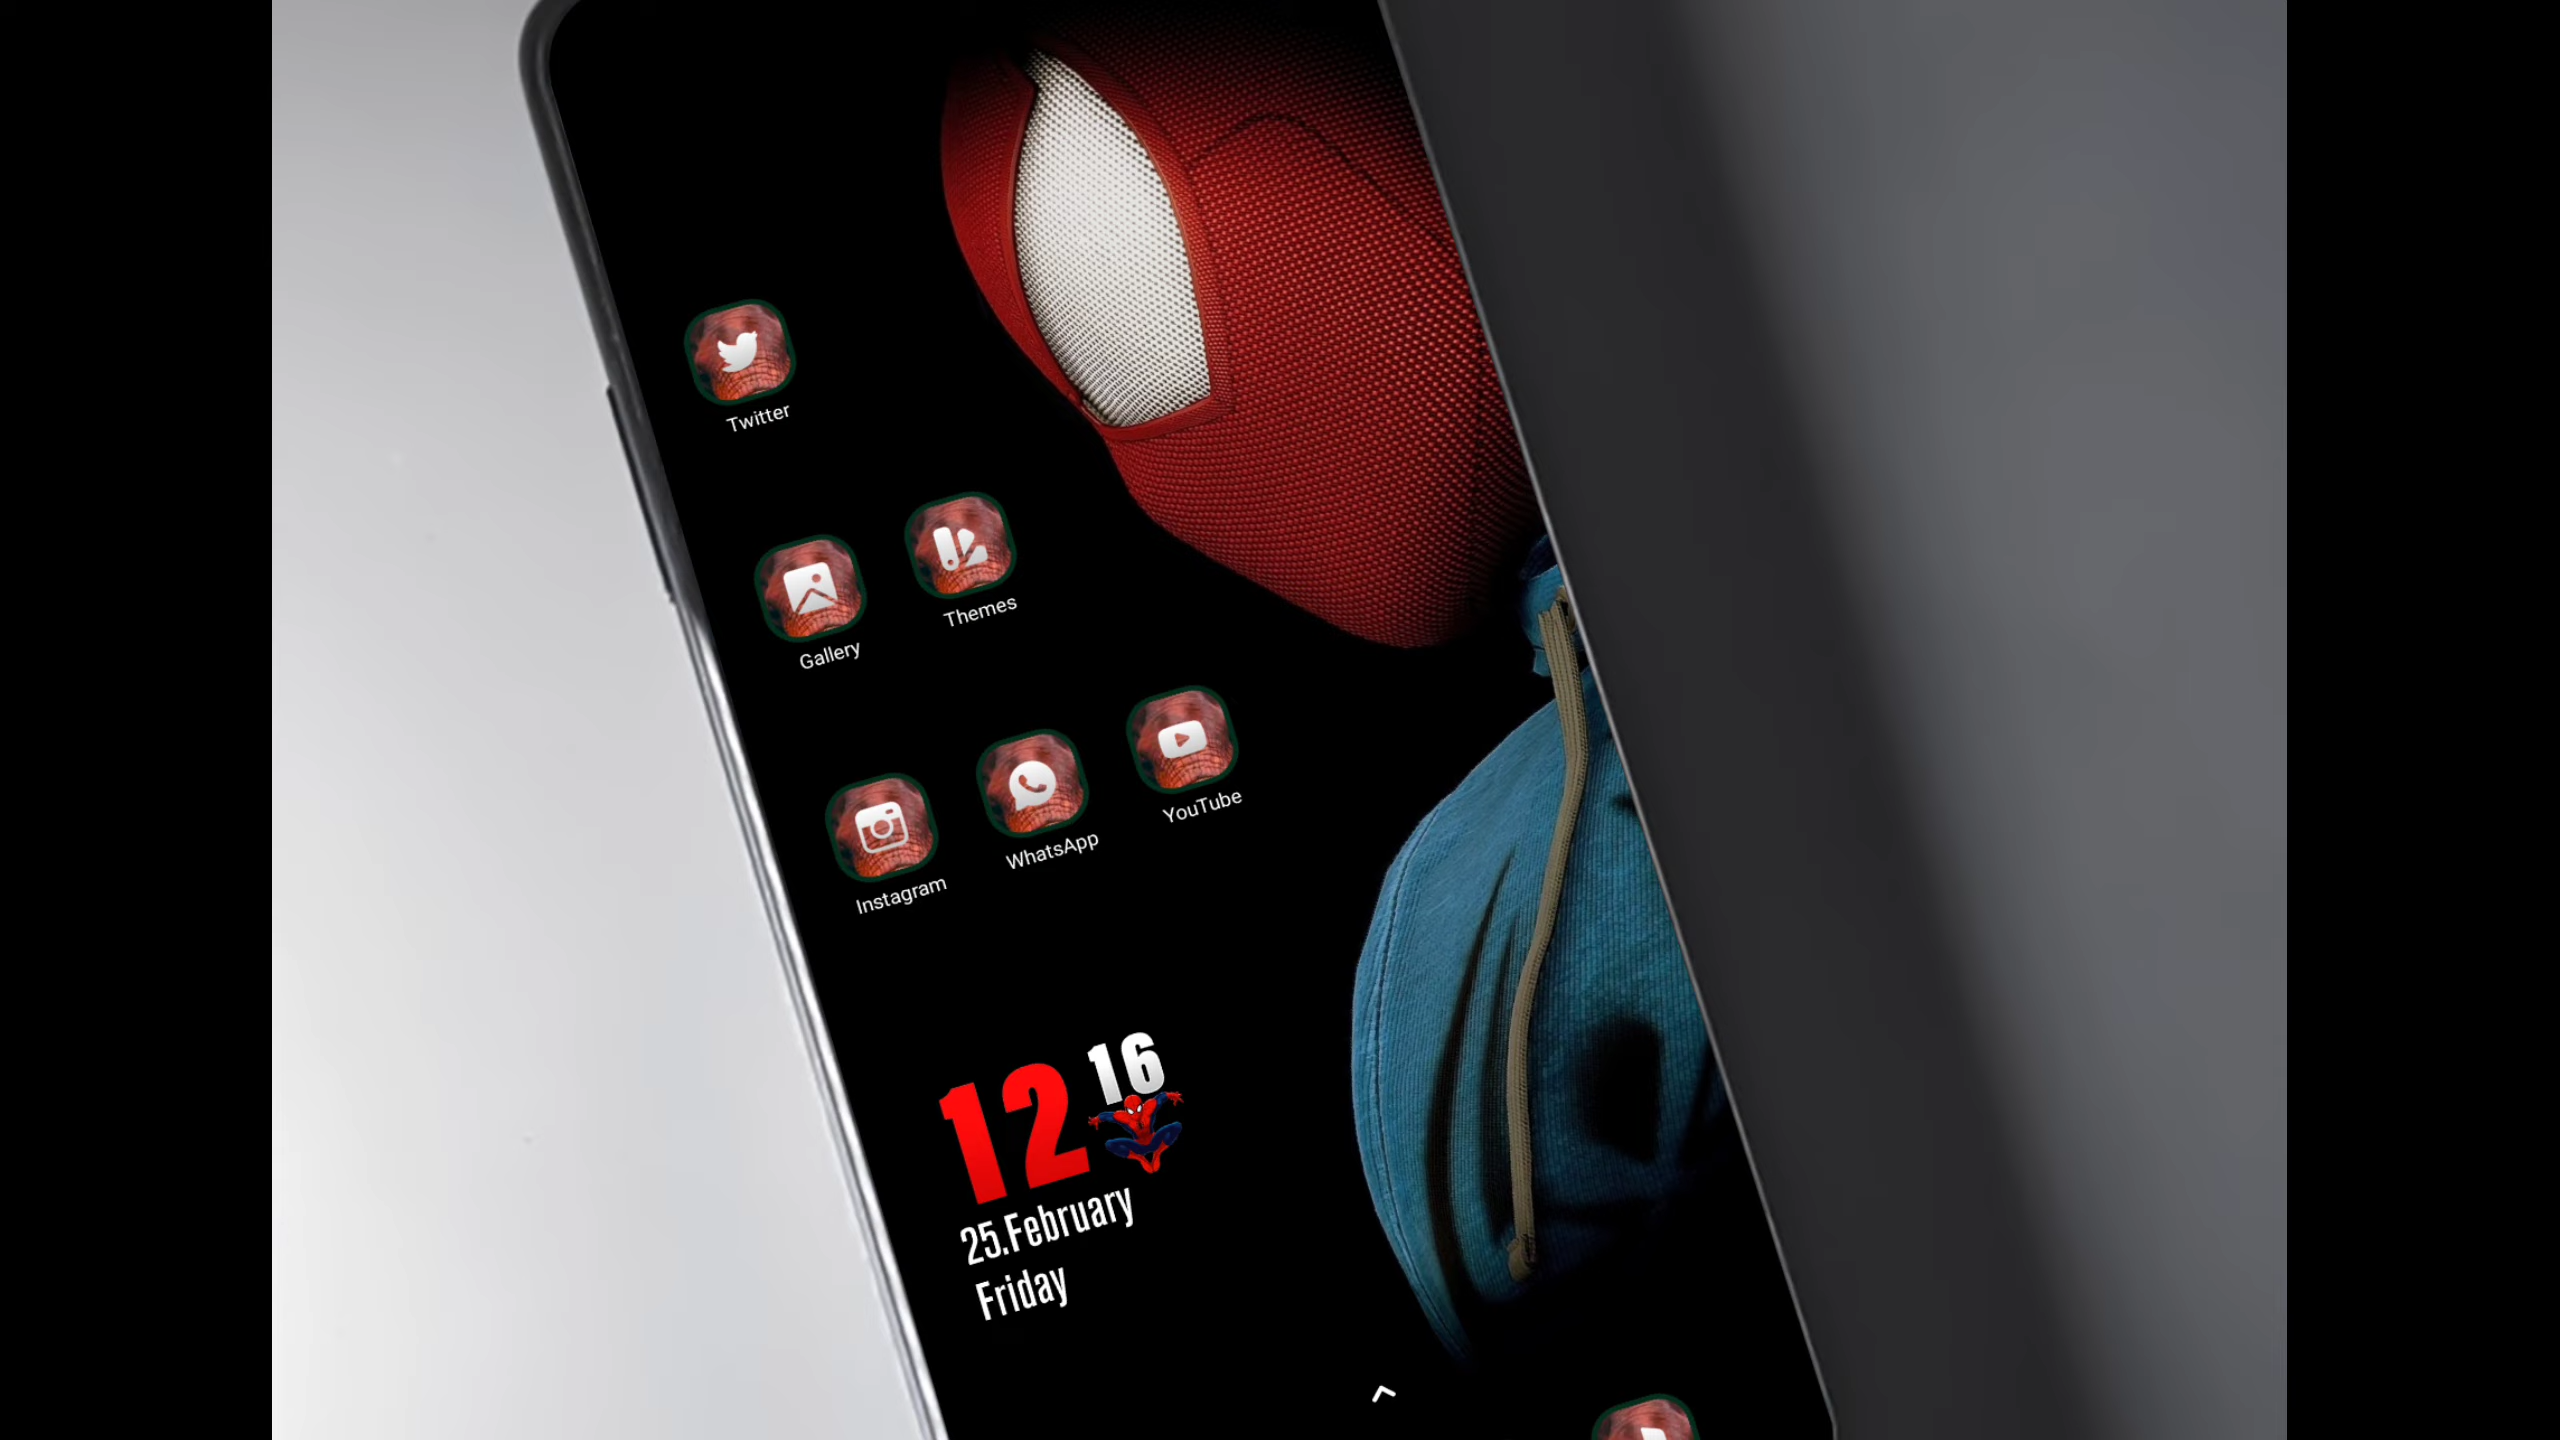 Twitter
Gallery
Themes
Instagram
WhatsApp
YouTube
12
16
25.February
Friday